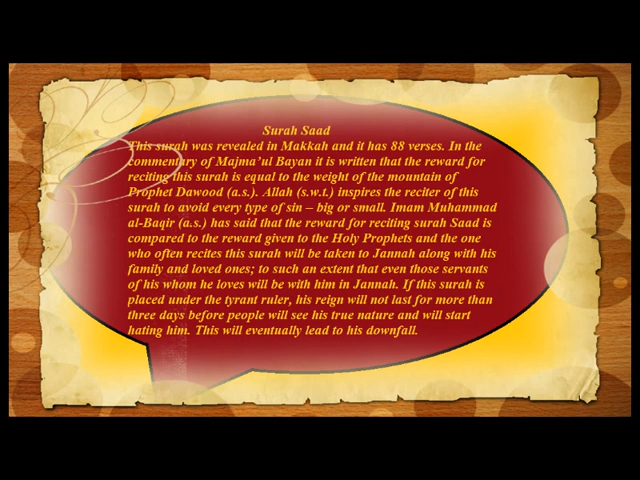 Surah Saad
This surah was revealed in Makkah and it has 88 verses. In the
commentary of Majma'ul Bayan it is written that the reward for
reciting this surah is equal to the weight of the mountain of
Prophet Dawood (a.s.). Allah (s.w.t.) inspires the reciter of this
surah to avoid every type of sin – big or small. Imam Muhammad
al-Baqir (a.s.) has said that the reward for reciting surah Saad is
compared to the reward given to the Holy Prophets and the one
who often recites this surah will be taken to Jannah along with his
family and loved ones; to such an extent that even those servants
of his whom he loves will be with him in Jannah. If this surah is
placed under the tyrant ruler, his reign will not last for more than
three days before people will see his true nature and will start
hating him. This will eventually lead to his downfall.